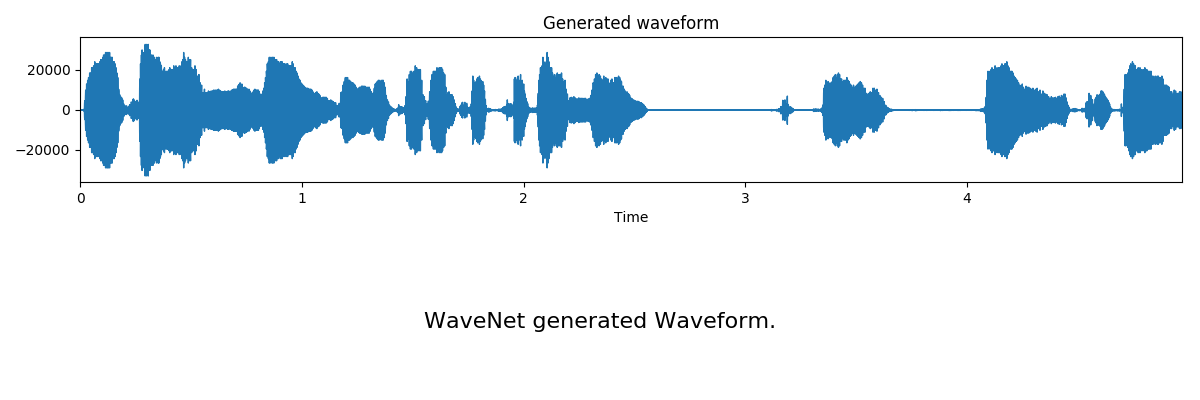 Generated waveform
20000
0
−20000
0 1 2 3 4
Time
WaveNet generated Waveform.